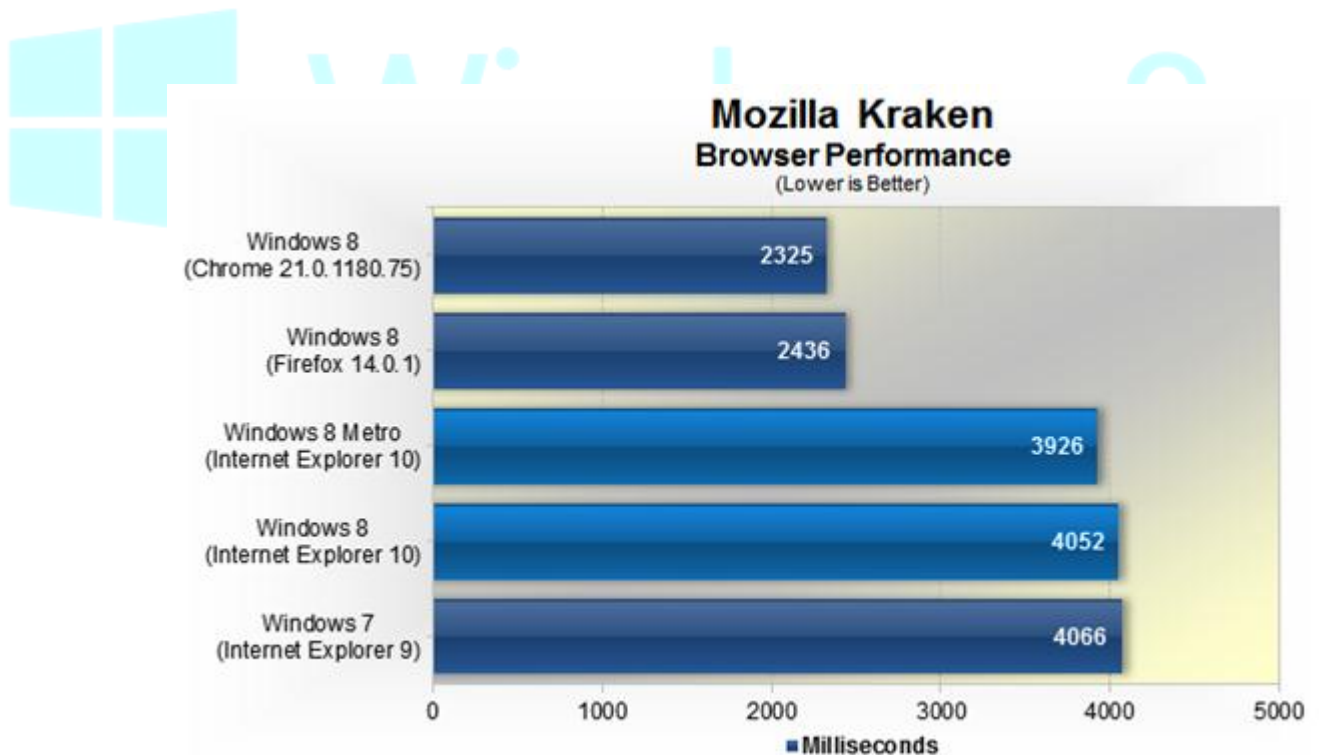 Mozilla Kraken
Browser Performance
(Lower is Better)
Windows 8
(Chrome 21.0.1180.75)
2325
Windows 8
(Firefox 14.0.1)
2436
Windows 8 Metro
(Internet Explorer 10)
3926
Windows 8
(Internet Explorer 10)
4052
Windows 7
(Internet Explorer 9)
4066
0 1000 2000 3000 4000 5000
Milliseconds